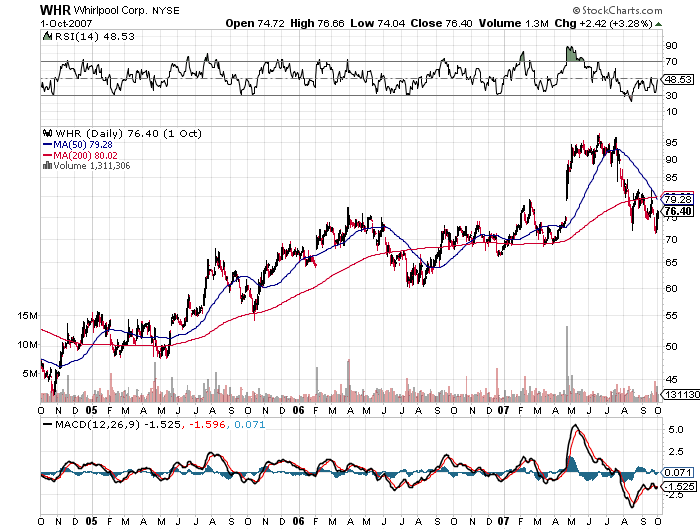 WHR Whirlpool Corp. NYSE © StockCharts.com
1-Oct-2007 Open 74.72 High 76.66 Low 74.04 Close 76.40 Volume 1.3M Chg +2.42 (+3.28%)
RSI(14) 48.53
90
70
50
48.53
30
10
WHR (Daily) 76.40 (1 Oct)
MA(50) 79.28
MA(200) 80.02
Volume 1,311,306
95
90
85
79.28
76.40
75
70
65
60
55
50
45
15M
10M
5M
1311306
O N D 05 F M A M J J A S O N D 06 F M A M J J A S O N D 07 F M A M J J A S O
MACD(12,26,9) -1.525, -1.596, 0.071
5.0
2.5
0.071
-1.525
-2.5
O N D 05 F M A M J J A S O N D 06 F M A M J J A S O N D 07 F M A M J J A S O